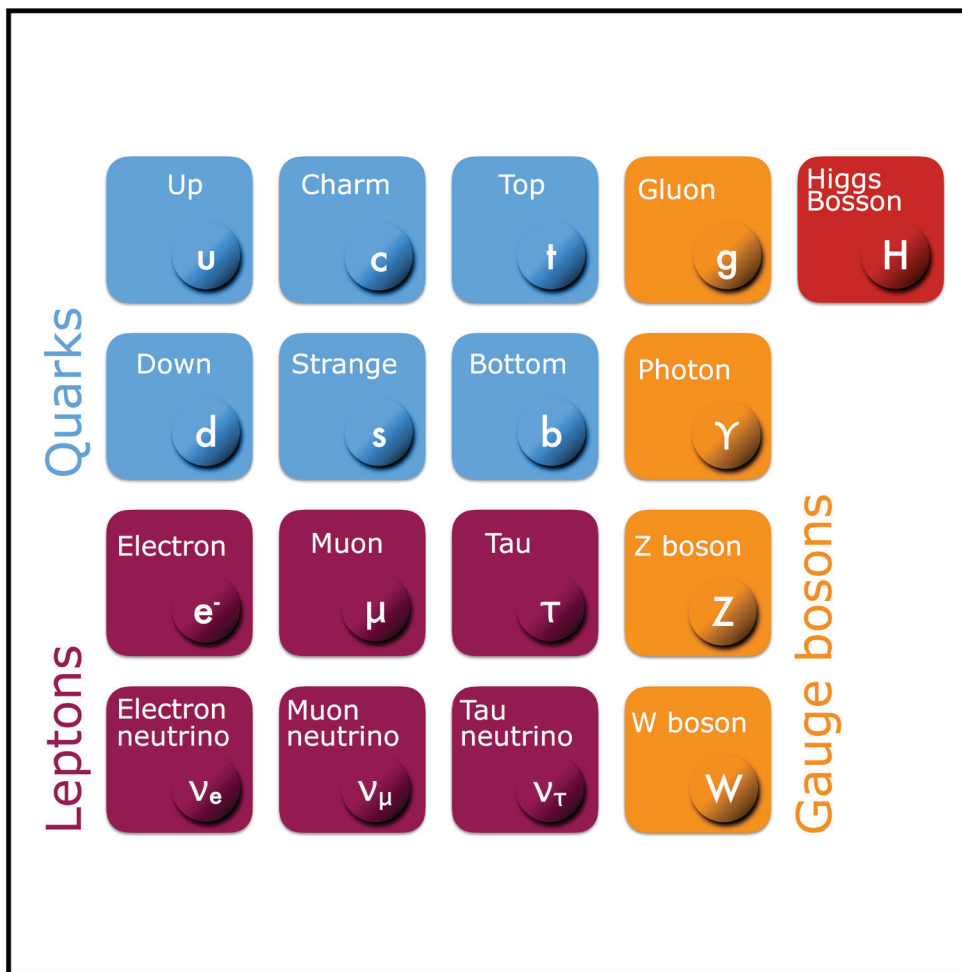 Up
u
Charm
c
Top
t
Gluon
g
Higgs
Bosson
H
Quarks
Down
d
Strange
s
Bottom
b
Photon
γ
Electron
e⁻
Muon
μ
Tau
τ
Z boson
Z
Leptons
Electron
neutrino
νe
Muon
neutrino
νμ
Tau
neutrino
ντ
W boson
W
Gauge bosons